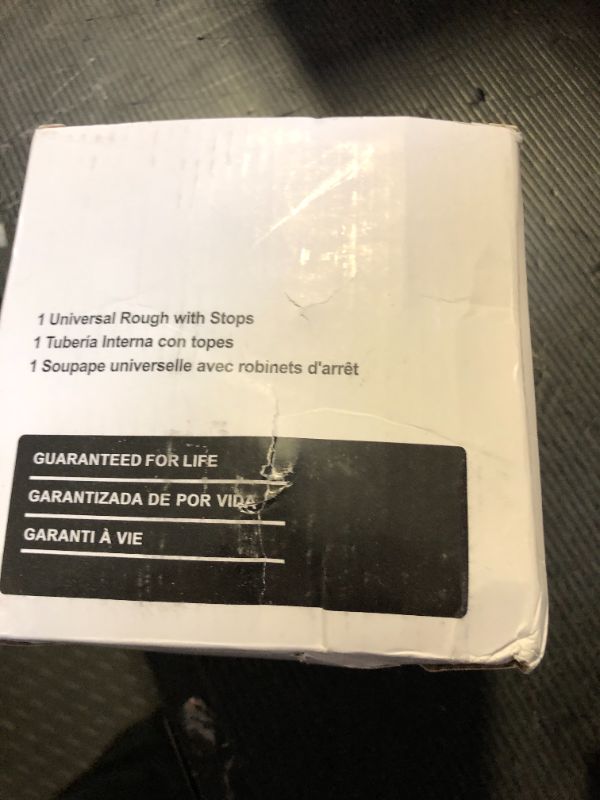 1 Universal Rough with Stops
1 Tubería Interna con topes
1 Soupape universelle avec robinets d'arrêt
GUARANTEED FOR LIFE
GARANTIZADA DE POR VIDA
GARANTI À VIE